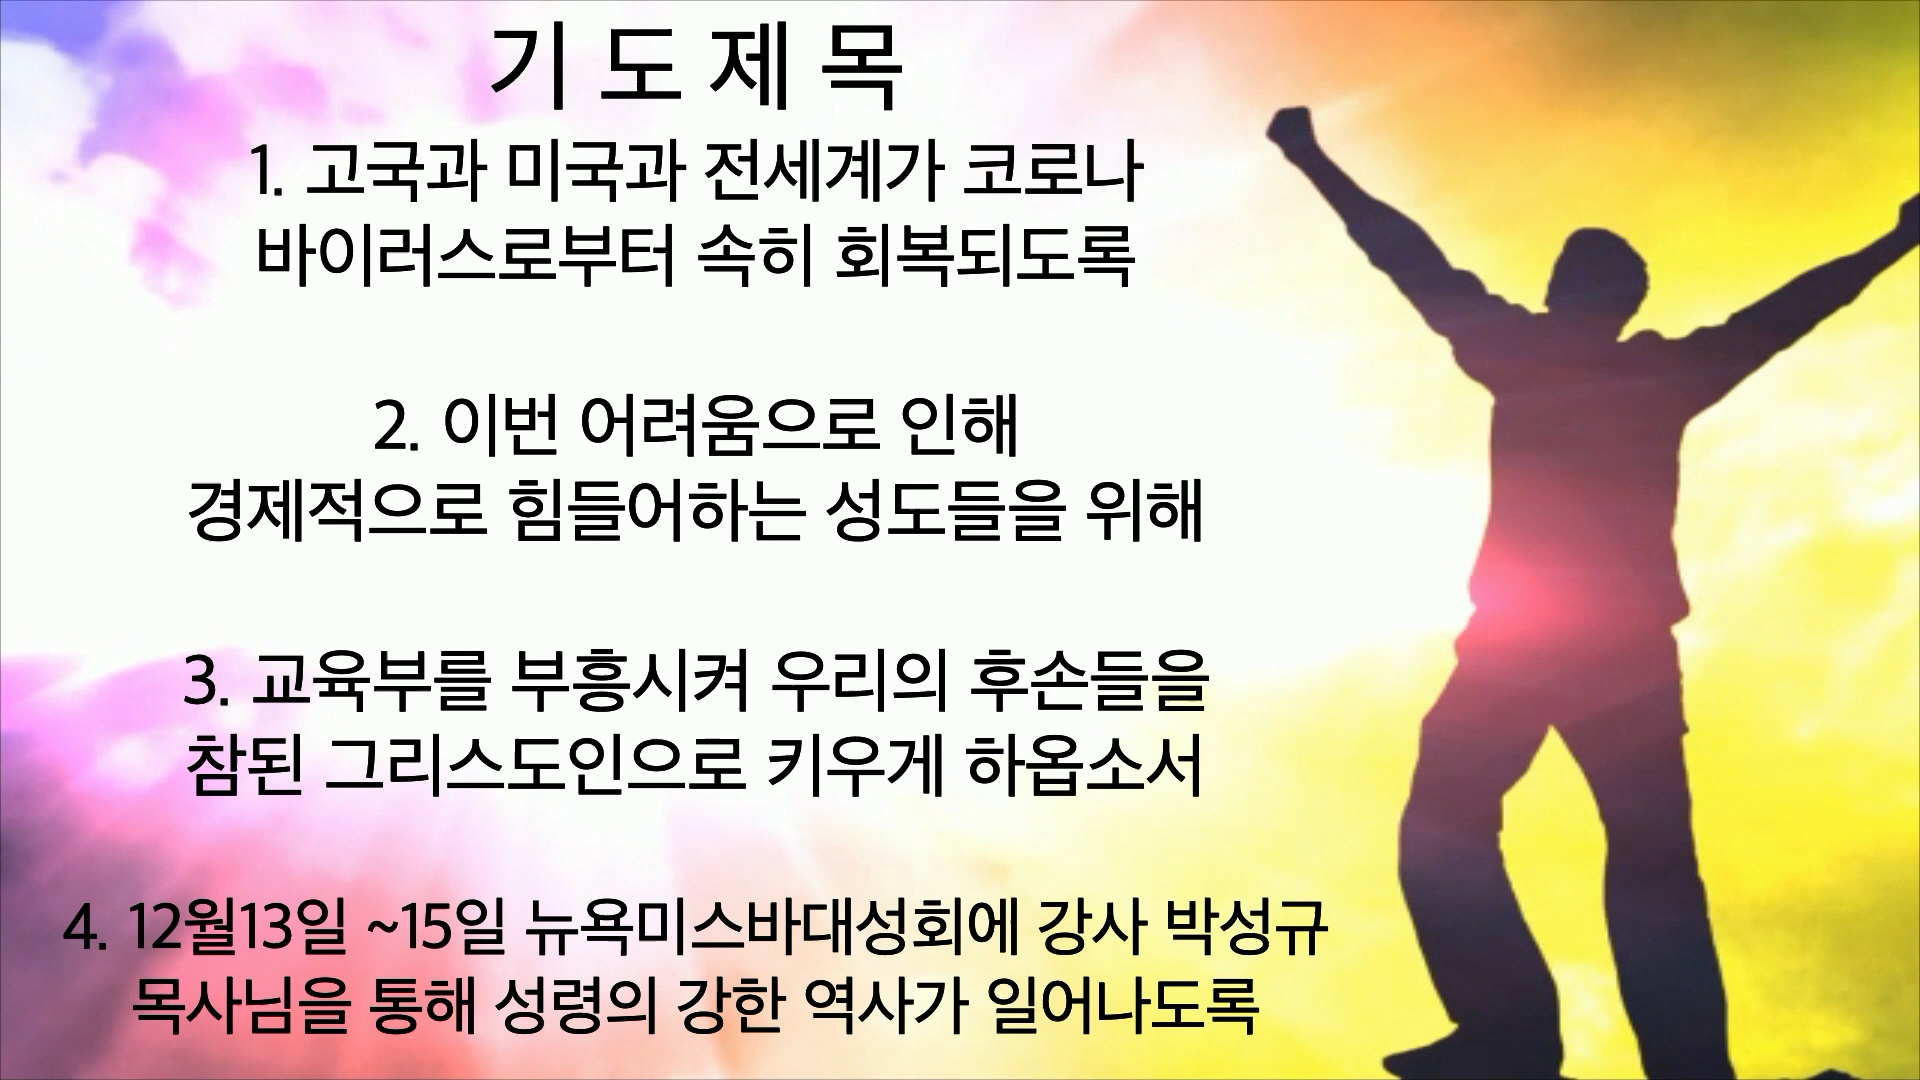 기 도 제 목
1. 고국과 미국과 전세계가 코로나
바이러스로부터 속히 회복되도록
2. 이번 어려움으로 인해
경제적으로 힘들어하는 성도들을 위해
3. 교육부를 부흥시켜 우리의 후손들을
참된 그리스도인으로 키우게 하옵소서
4. 12월13일 ~15일 뉴욕미스바대성회에 강사 박성규
목사님을 통해 성령의 강한 역사가 일어나도록